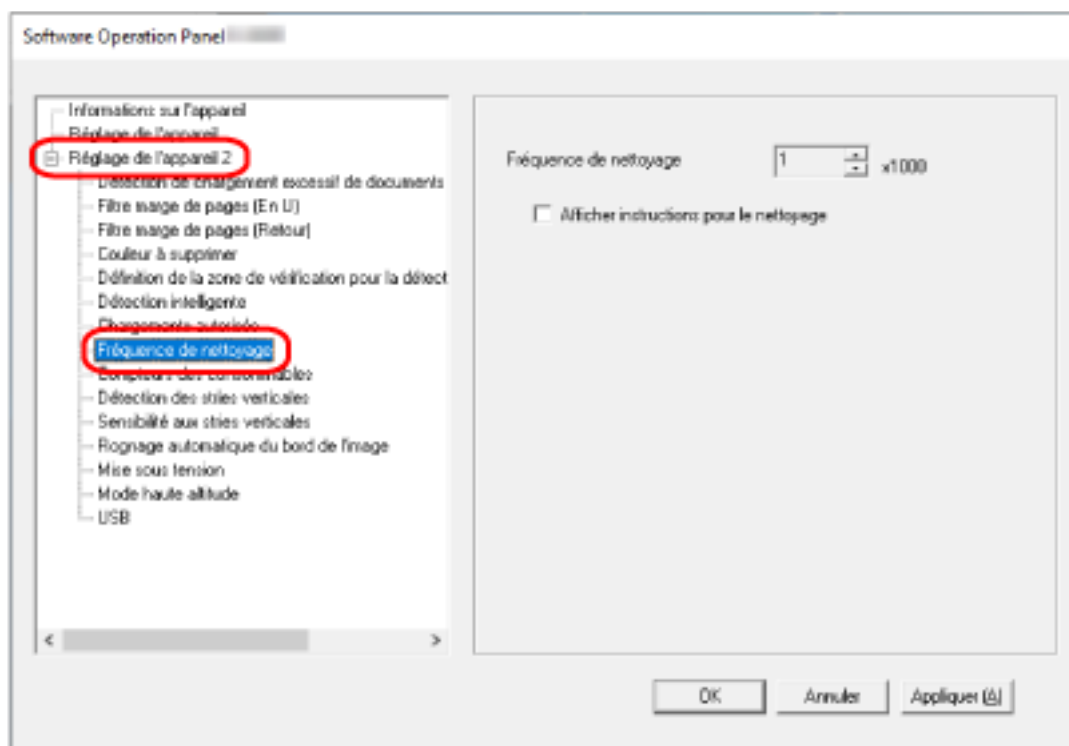 Software Operation Panel
Informations sur l'appareil
Réglage de l'appareil
Réglage de l'appareil 2
Détection de chargement excessif de documents
Filtre marge de pages (En U)
Filtre marge de pages (Retour)
Couleur à supprimer
Définition de la zone de vérification pour la détect
Détection intelligente
Chargements autorisés
Fréquence de nettoyage
Compteurs des consommables
Détection des stries verticales
Sensibilité aux stries verticales
Rognage automatique du bord de l'image
Mise sous tension
Mode haute altitude
USB
Fréquence de nettoyage 1 x1000
Afficher instructions pour le nettoyage
OK Annuler Appliquer (A)